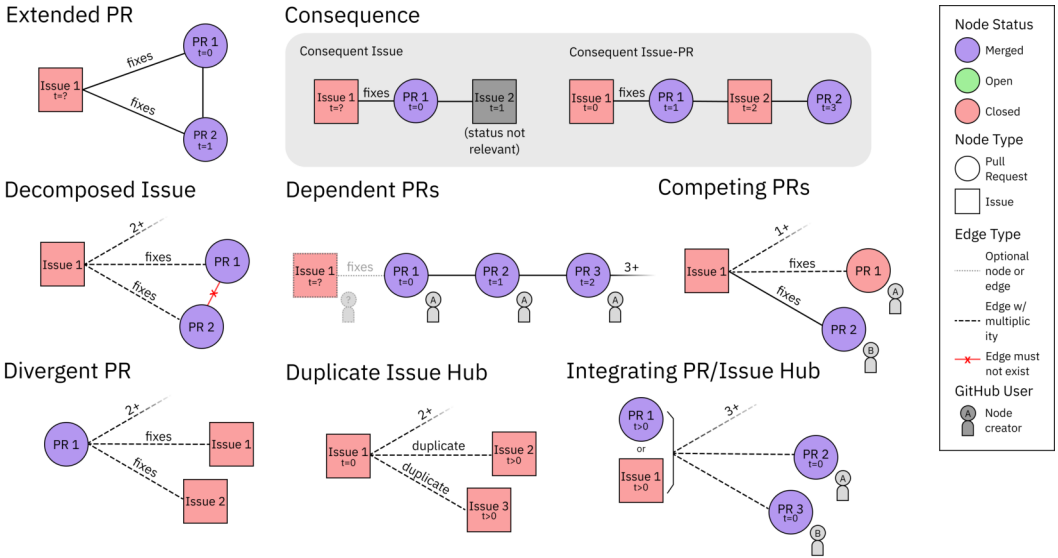 Extended PR
Issue 1
t=?
fixes
fixes
PR 1
t=0
PR 2
t=1
Consequence
Consequent Issue
Issue 1
t=?
fixes
PR 1
t=0
Issue 2
t=1
(status not
relevant)
Consequent Issue-PR
Issue 1
t=0
fixes
PR 1
t=1
Issue 2
t=2
PR 2
t=3
Decomposed Issue
Issue 1
2+
fixes
fixes
PR 1
PR 2
Dependent PRs
Issue 1
t=?
fixes
?
PR 1
t=0
A
PR 2
t=1
A
PR 3
t=2
A
3+
Competing PRs
Issue 1
1+
fixes
fixes
PR 1
A
PR 2
B
Divergent PR
PR 1
2+
fixes
fixes
Issue 1
Issue 2
Duplicate Issue Hub
Issue 1
t=0
2+
duplicate
duplicate
Issue 2
t>0
Issue 3
t>0
Integrating PR/Issue Hub
PR 1
t>0
or
Issue 1
t>0
3+
PR 2
t=0
A
PR 3
t=0
B
Node Status
Merged
Open
Closed
Node Type
Pull
Request
Issue
Edge Type
Optional
node or
edge
Edge w/
multiplic
ity
Edge must
not exist
GitHub User
A
Node
creator